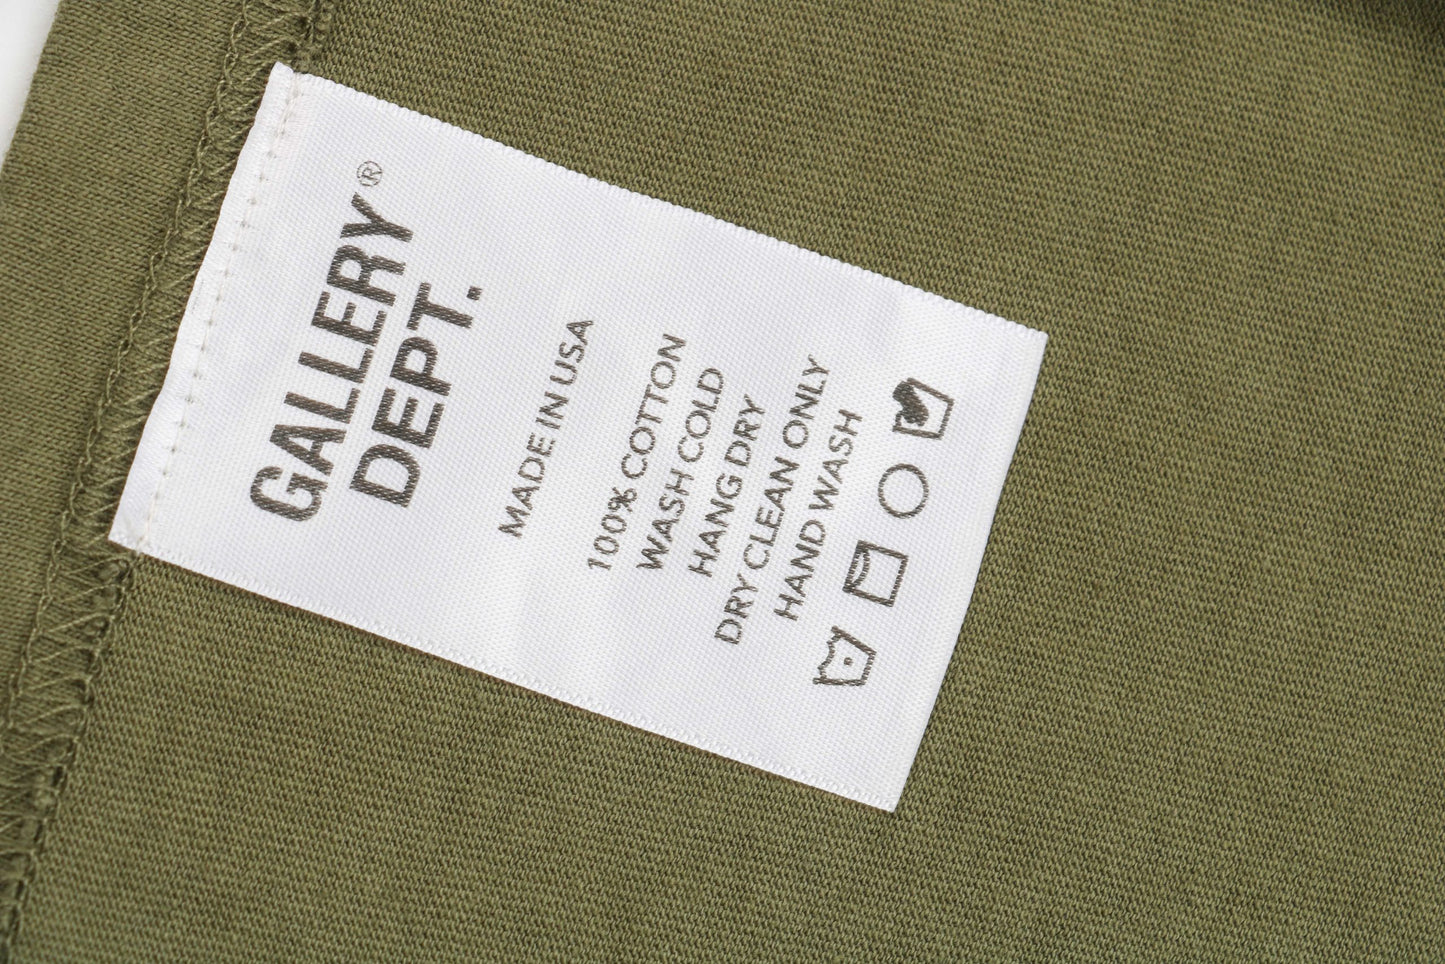 GALLERY®
DEPT.
MADE IN USA
100% COTTON
WASH COLD
HANG DRY
DRY CLEAN ONLY
HAND WASH